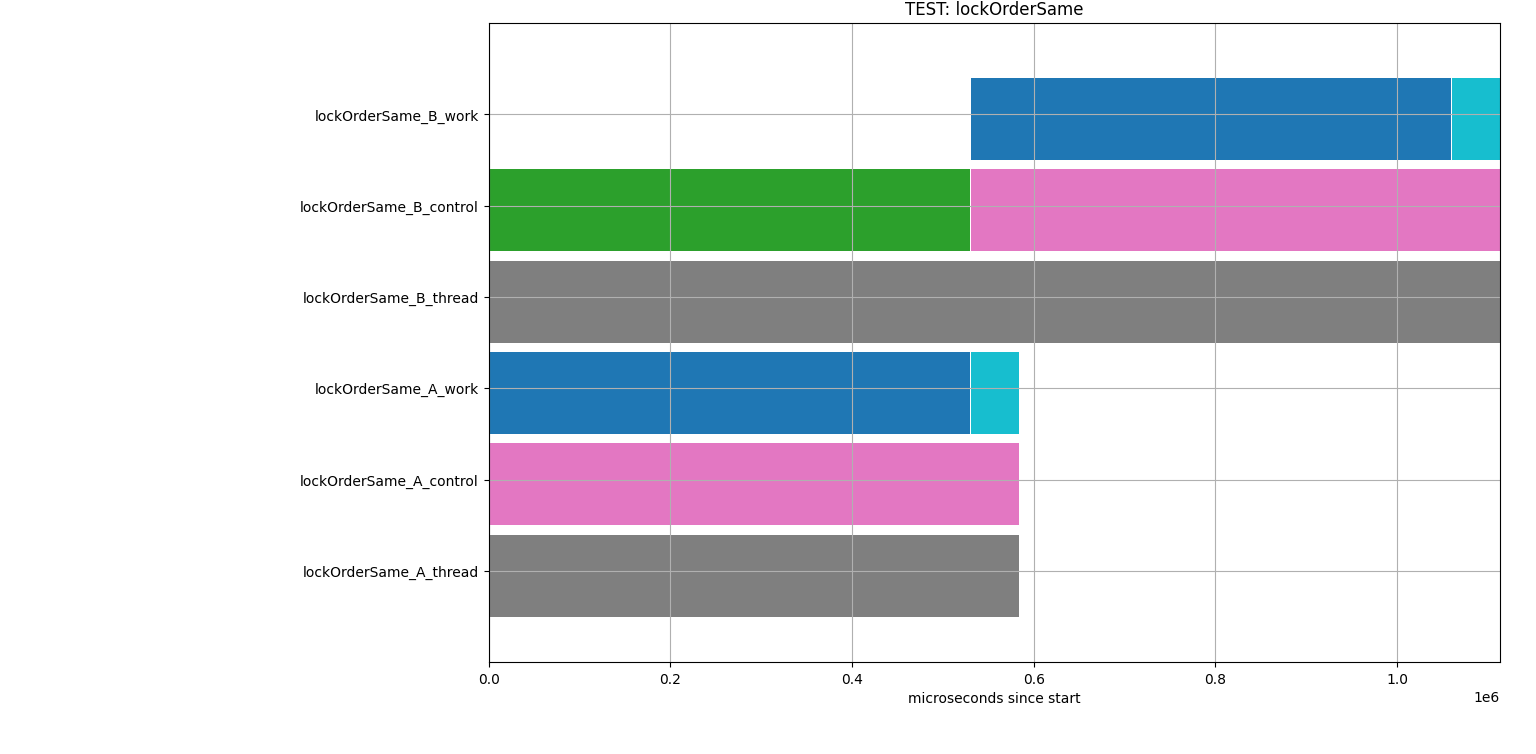 TEST: lockOrderSame
lockOrderSame_B_work
lockOrderSame_B_control
lockOrderSame_B_thread
lockOrderSame_A_work
lockOrderSame_A_control
lockOrderSame_A_thread
0.0 0.2 0.4 0.6 0.8 1.0
microseconds since start
1e6